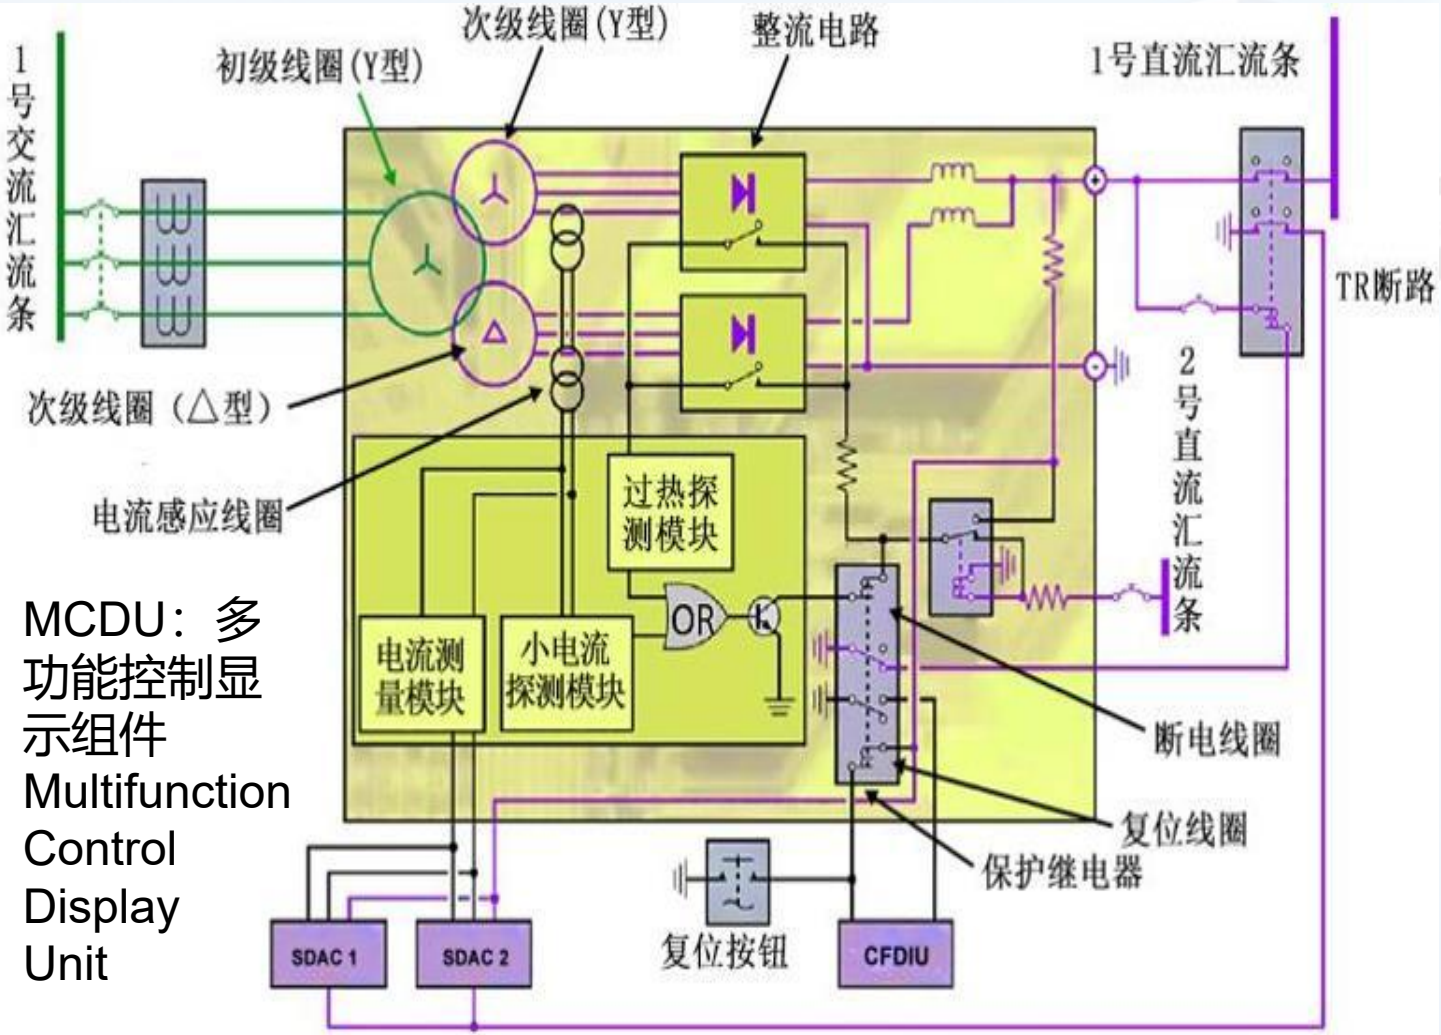 次级线圈(Y型)
整流电路
初级线圈(Y型)
1号直流汇流条
1号交流汇流条
TR断路
次级线圈（△型）
2号直流汇流条
电流感应线圈
过热探
测模块
OR
电流测
量模块
小电流
探测模块
MCDU：多
功能控制显
示组件
Multifunction
Control
Display
Unit
断电线圈
复位线圈
保护继电器
复位按钮
SDAC 1
SDAC 2
CFDIU